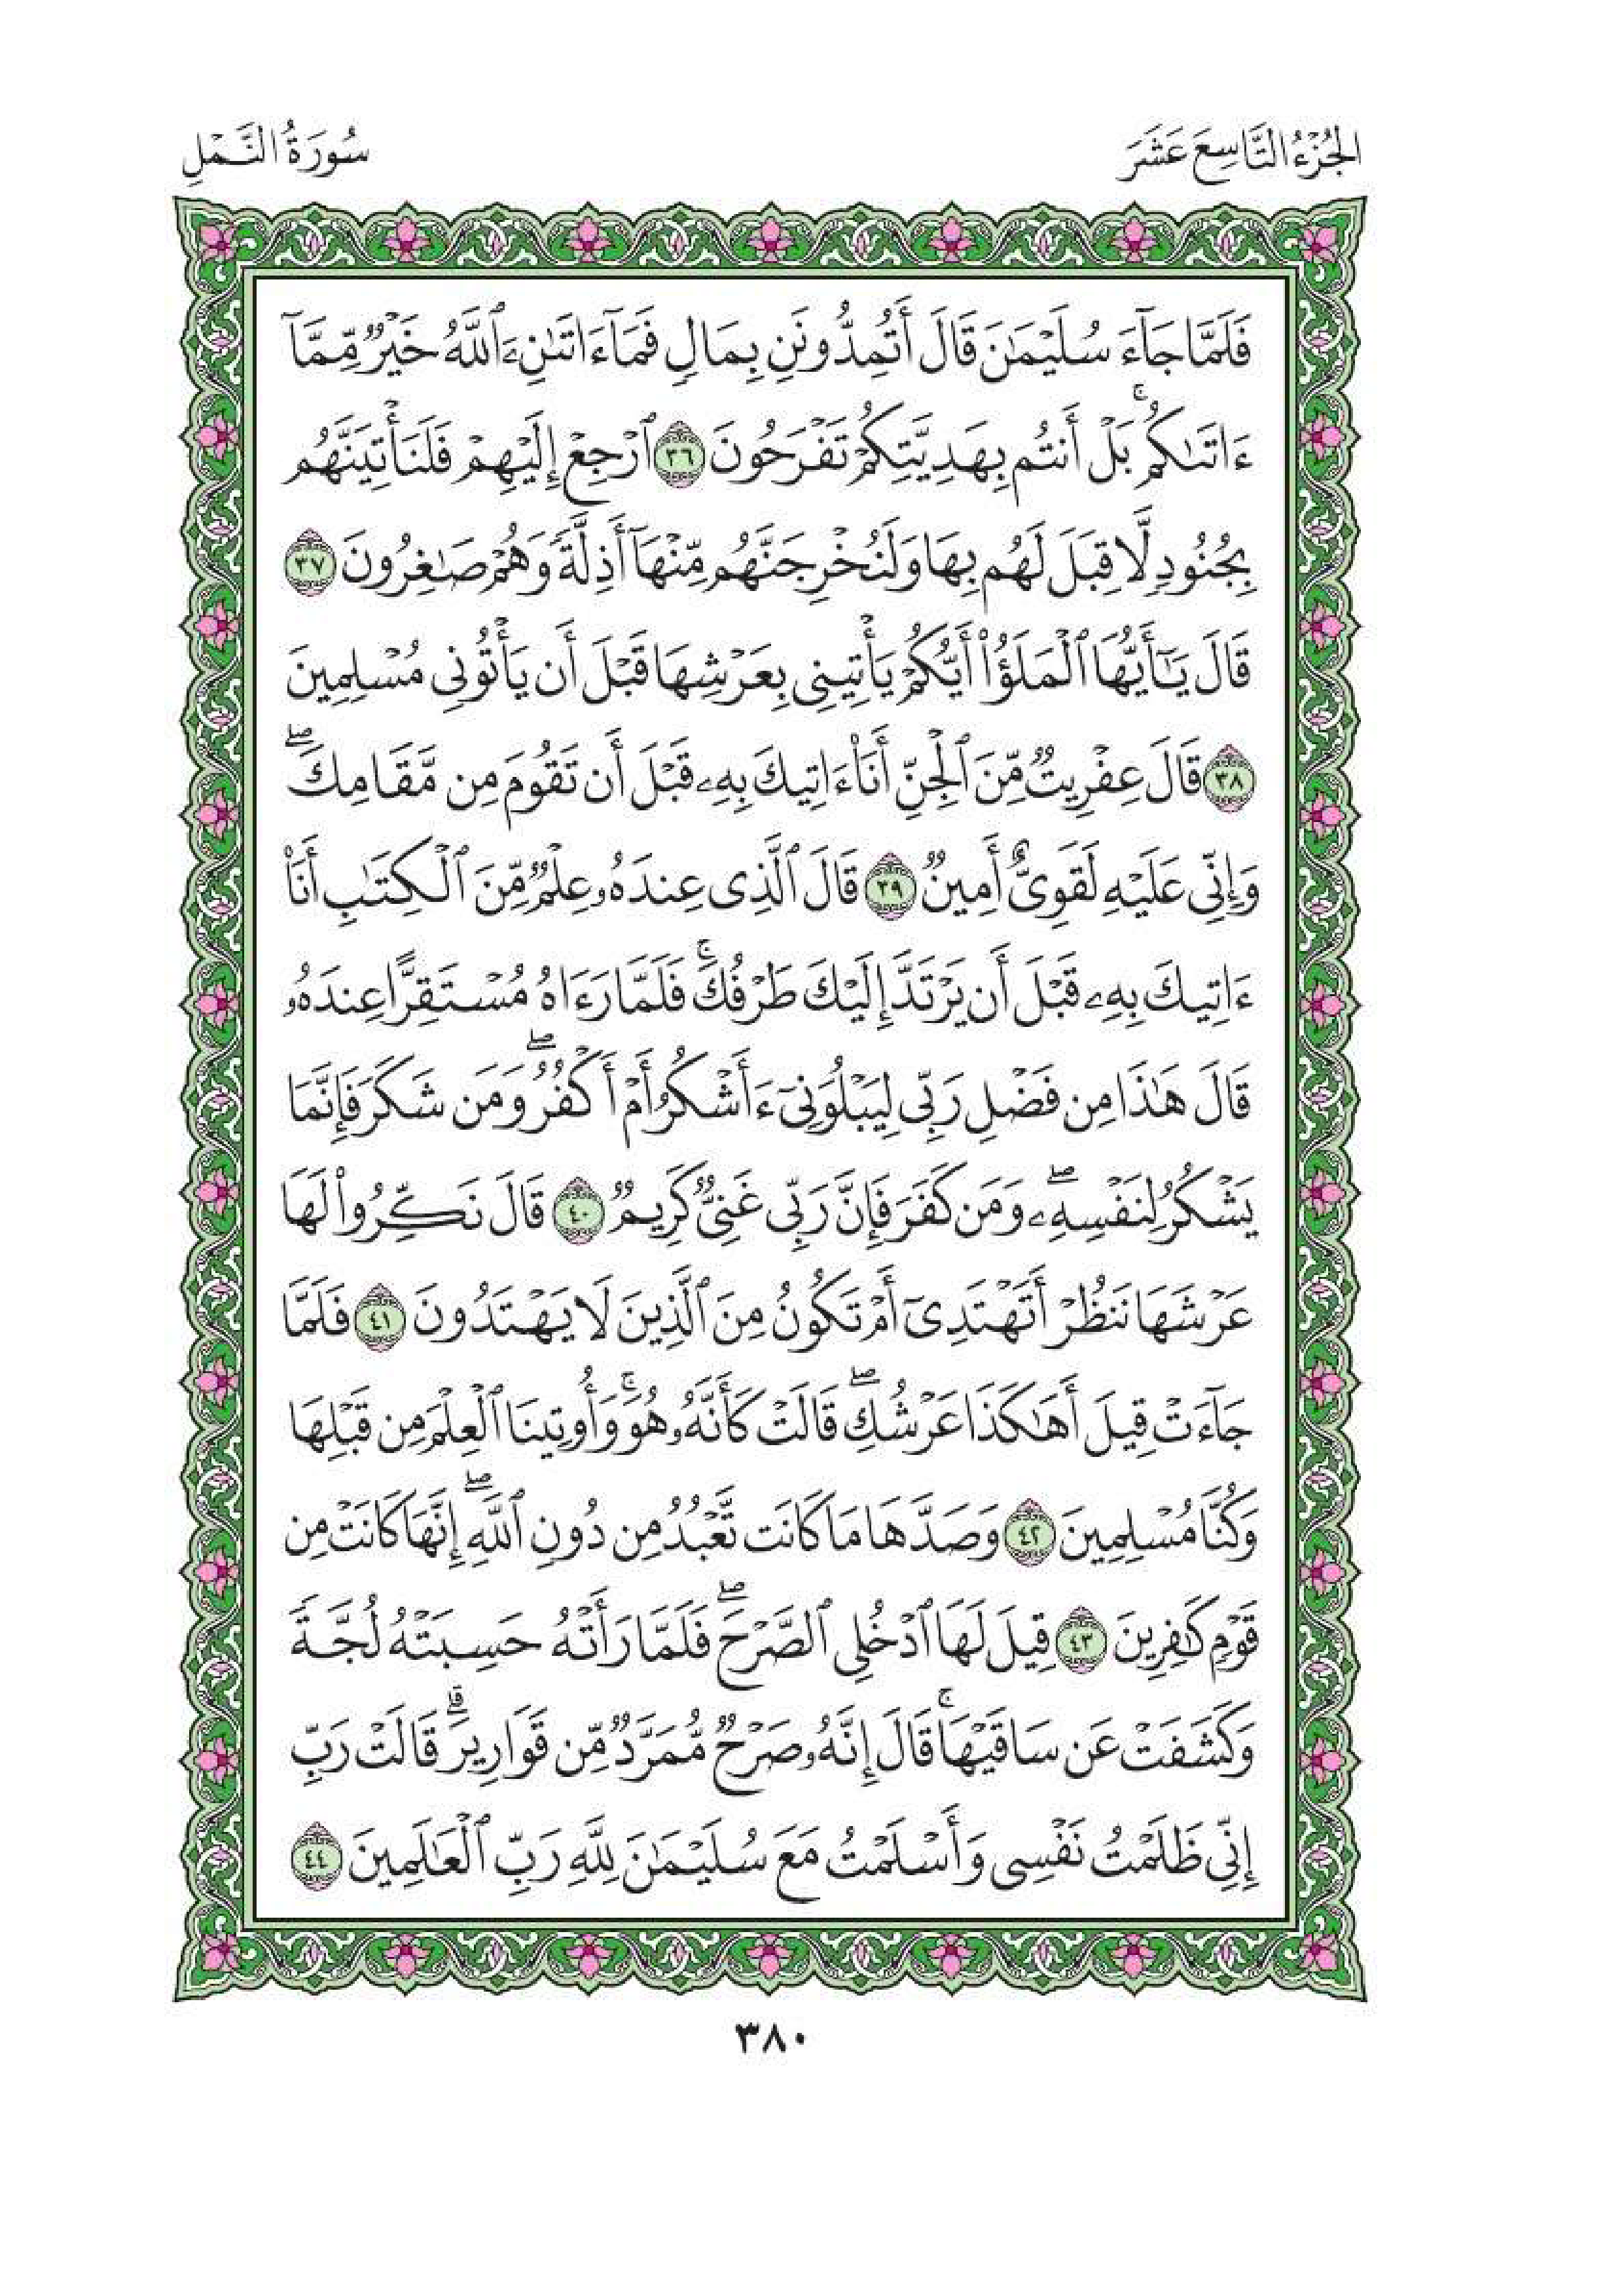 الجُزْءُ التَّاسِعَ عَشَرَ
سُورَةُ النَّمْلِ
فَلَمَّا جَآءَ سُلَيْمَٰنَ قَالَ أَتُمِدُّونَنِ بِمَالٍ فَمَآ ءَاتَىٰنِۦَ ٱللَّهُ خَيْرٌ مِّمَّآ
ءَاتَىٰكُمۚ بَلْ أَنتُم بِهَدِيَّتِكُمْ تَفْرَحُونَ ٣٦ ٱرْجِعْ إِلَيْهِمْ فَلَنَأْتِيَنَّهُم
بِجُنُودٍ لَّا قِبَلَ لَهُم بِهَا وَلَنُخْرِجَنَّهُم مِّنْهَآ أَذِلَّةً وَهُمْ صَٰغِرُونَ ٣٧
قَالَ يَٰٓأَيُّهَا ٱلْمَلَؤُا۟ أَيُّكُمْ يَأْتِينِى بِعَرْشِهَا قَبْلَ أَن يَأْتُونِى مُسْلِمِينَ
٣٨ قَالَ عِفْرِيتٌ مِّنَ ٱلْجِنِّ أَنَا۠ ءَاتِيكَ بِهِۦ قَبْلَ أَن تَقُومَ مِن مَّقَامِكَۖ
وَإِنِّى عَلَيْهِ لَقَوِىٌّ أَمِينٌ ٣٩ قَالَ ٱلَّذِى عِندَهُۥ عِلْمٌ مِّنَ ٱلْكِتَٰبِ أَنَا۠
ءَاتِيكَ بِهِۦ قَبْلَ أَن يَرْتَدَّ إِلَيْكَ طَرْفُكَۚ فَلَمَّا رَءَاهُ مُسْتَقِرًّا عِندَهُۥ
قَالَ هَٰذَا مِن فَضْلِ رَبِّى لِيَبْلُوَنِىٓ ءَأَشْكُرُ أَمْ أَكْفُرُۖ وَمَن شَكَرَ فَإِنَّمَا
يَشْكُرُ لِنَفْسِهِۦۖ وَمَن كَفَرَ فَإِنَّ رَبِّى غَنِىٌّ كَرِيمٌ ٤٠ قَالَ نَكِّرُوا۟ لَهَا
عَرْشَهَا نَنظُرْ أَتَهْتَدِىٓ أَمْ تَكُونُ مِنَ ٱلَّذِينَ لَا يَهْتَدُونَ ٤١ فَلَمَّا
جَآءَتْ قِيلَ أَهَٰكَذَا عَرْشُكِۖ قَالَتْ كَأَنَّهُۥ هُوَۚ وَأُوتِينَا ٱلْعِلْمَ مِن قَبْلِهَا
وَكُنَّا مُسْلِمِينَ ٤٢ وَصَدَّهَا مَا كَانَت تَّعْبُدُ مِن دُونِ ٱللَّهِۖ إِنَّهَا كَانَتْ مِن
قَوْمٍ كَٰفِرِينَ ٤٣ قِيلَ لَهَا ٱدْخُلِى ٱلصَّرْحَۖ فَلَمَّا رَأَتْهُ حَسِبَتْهُ لُجَّةً
وَكَشَفَتْ عَن سَاقَيْهَاۚ قَالَ إِنَّهُۥ صَرْحٌ مُّمَرَّدٌ مِّن قَوَارِيرَۗ قَالَتْ رَبِّ
إِنِّى ظَلَمْتُ نَفْسِى وَأَسْلَمْتُ مَعَ سُلَيْمَٰنَ لِلَّهِ رَبِّ ٱلْعَٰلَمِينَ ٤٤
٣٨٠